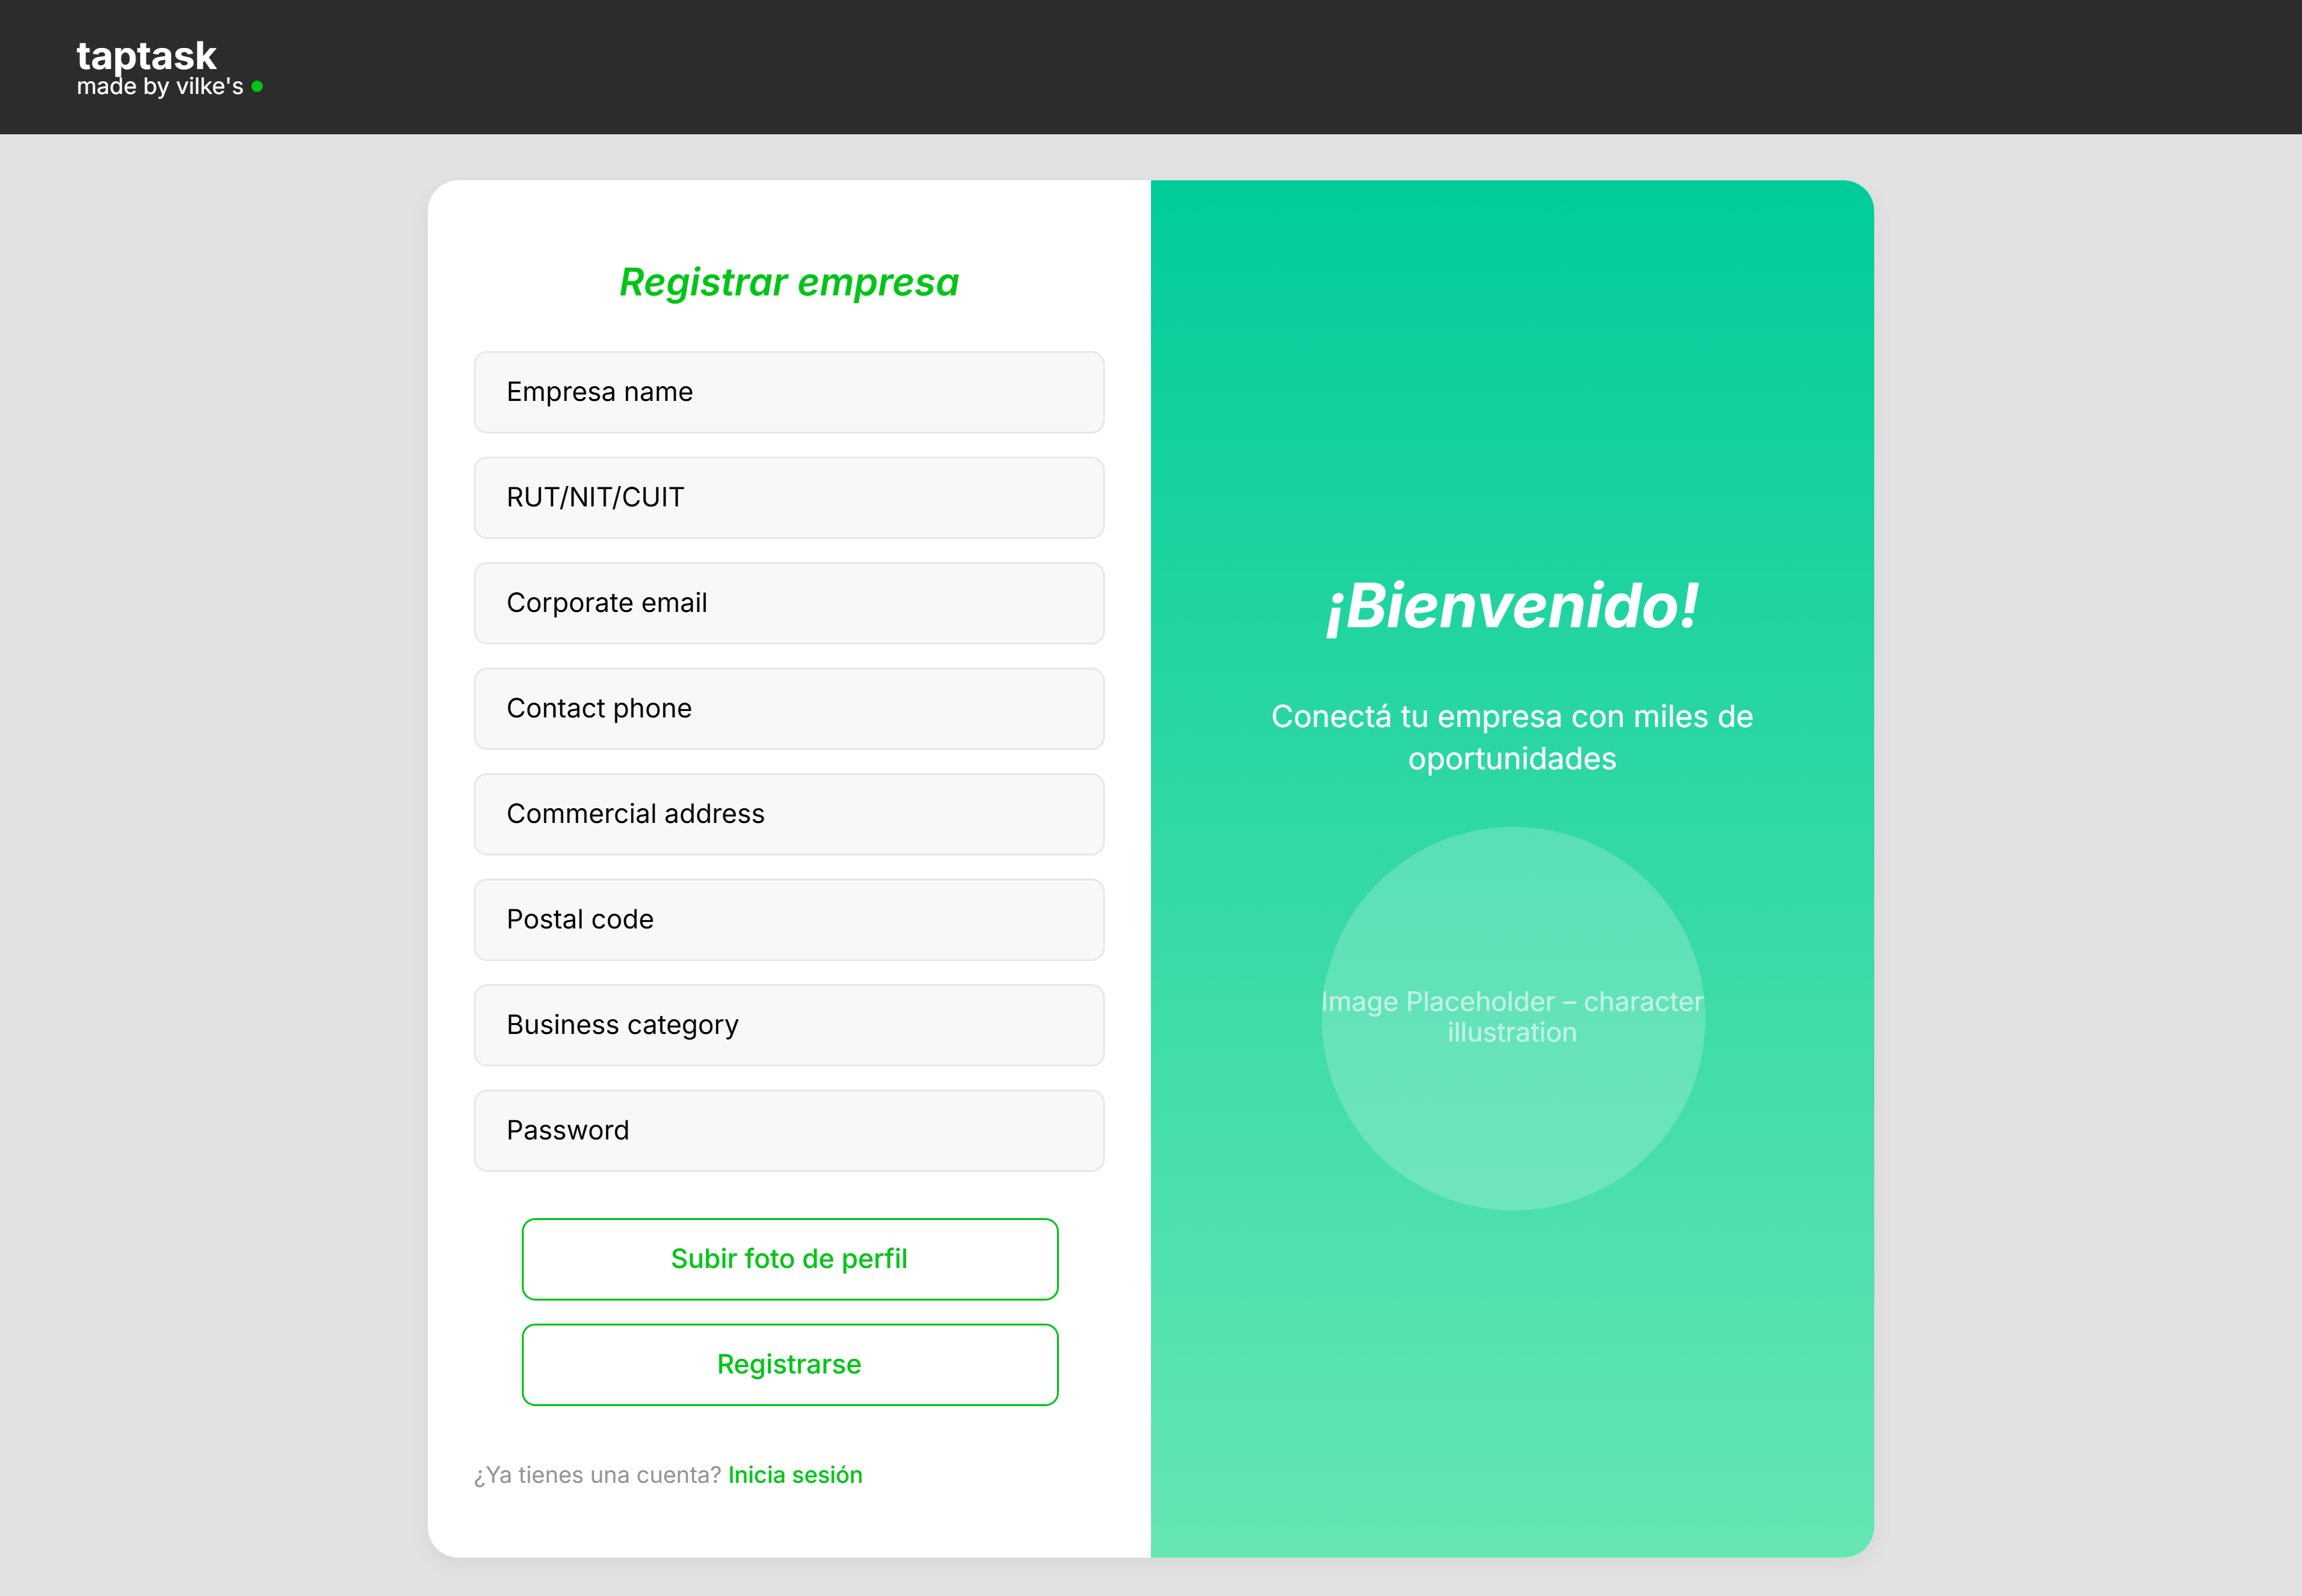 taptask
made by vilke's
Registrar empresa
Empresa name
RUT/NIT/CUIT
Corporate email
Contact phone
Commercial address
Postal code
Business category
Password
Subir foto de perfil
Registrarse
¿Ya tienes una cuenta? Inicia sesión
¡Bienvenido!
Conectá tu empresa con miles de
oportunidades
Image Placeholder – character
illustration